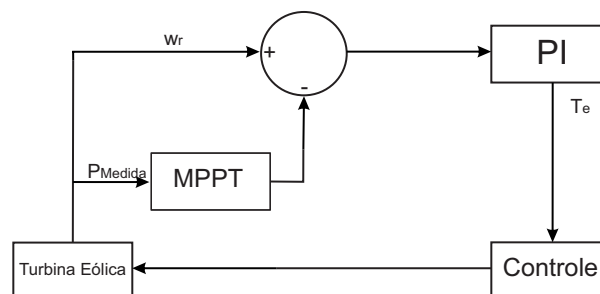 wr
+
-
PI
Te
PMedida
MPPT
Turbina Eólica
Controle